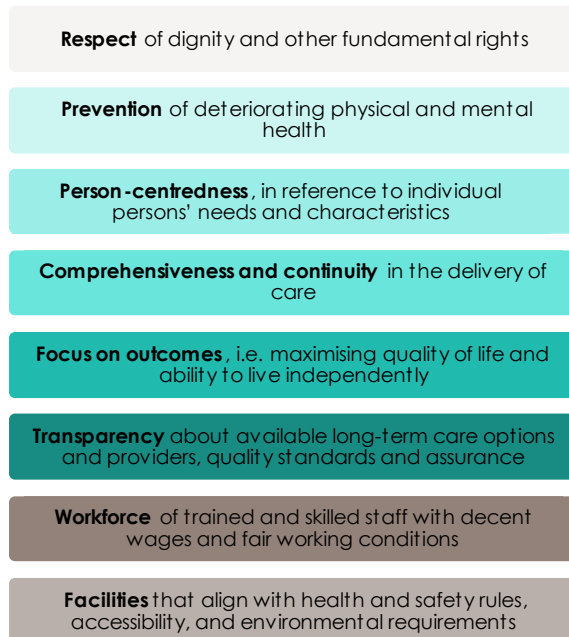 Respect of dignity and other fundamental rights
Prevention of deteriorating physical and mental
health
Person-centredness, in reference to individual
persons' needs and characteristics
Comprehensiveness and continuity in the delivery of
care
Focus on outcomes, i.e. maximising quality of life and
ability to live independently
Transparency about available long-term care options
and providers, quality standards and assurance
Workforce of trained and skilled staff with decent
wages and fair working conditions
Facilities that align with health and safety rules,
accessibility, and environmental requirements